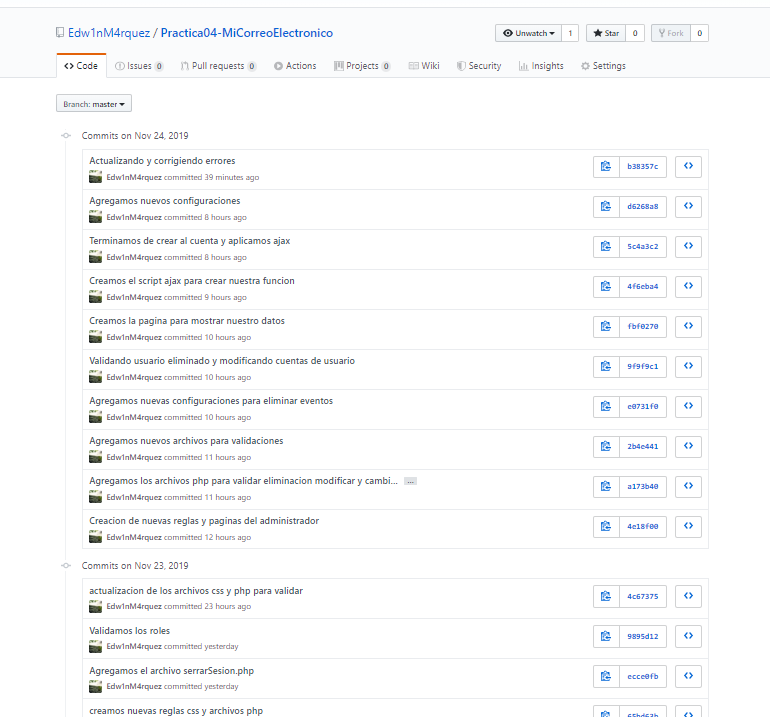 Edw1nM4rquez / Practica04-MiCorreoElectronico
Unwatch 1 Star 0 Fork 0
Code Issues 0 Pull requests 0 Actions Projects 0 Wiki Security Insights Settings
Branch: master
Commits on Nov 24, 2019
Actualizando y corrigiendo errores
Edw1nM4rquez committed 39 minutes ago
b38357c
Agregamos nuevos configuraciones
Edw1nM4rquez committed 8 hours ago
d6268a8
Terminamos de crear al cuenta y aplicamos ajax
Edw1nM4rquez committed 8 hours ago
5c4a3c2
Creamos el script ajax para crear nuestra funcion
Edw1nM4rquez committed 9 hours ago
4f6eba4
Creamos la pagina para mostrar nuestro datos
Edw1nM4rquez committed 10 hours ago
fbf0270
Validando usuario eliminado y modificando cuentas de usuario
Edw1nM4rquez committed 10 hours ago
9f9f9c1
Agregamos nuevas configuraciones para eliminar eventos
Edw1nM4rquez committed 10 hours ago
e0731f0
Agregamos nuevos archivos para validaciones
Edw1nM4rquez committed 11 hours ago
2b4e441
Agregamos los archivos php para validar eliminacion modificar y cambi... ...
Edw1nM4rquez committed 11 hours ago
a173b40
Creacion de nuevas reglas y paginas del administrador
Edw1nM4rquez committed 12 hours ago
4e18f00
Commits on Nov 23, 2019
actualizacion de los archivos css y php para validar
Edw1nM4rquez committed 23 hours ago
4c67375
Validamos los roles
Edw1nM4rquez committed yesterday
9895d12
Agregamos el archivo serrarSesion.php
Edw1nM4rquez committed yesterday
ecce0fb
creamos nuevas reglas css y archivos php